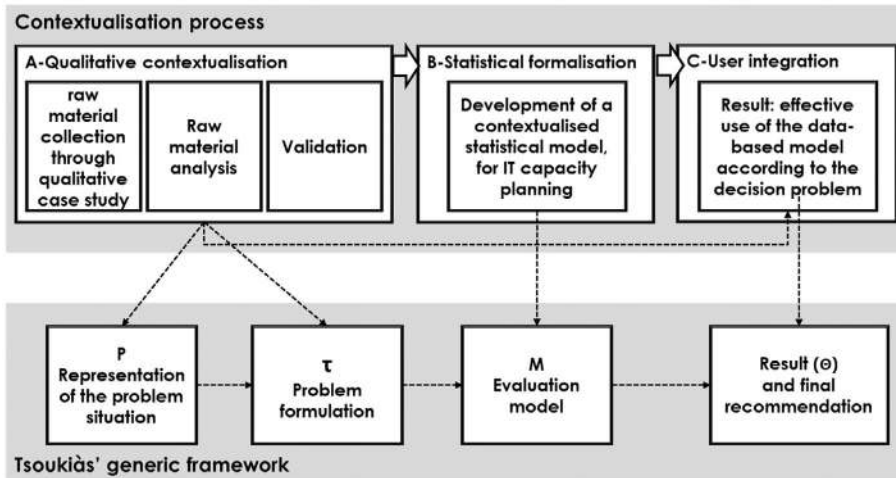 Contextualisation process
A-Qualitative contextualisation
raw
material
collection
through
qualitative
case study
Raw
material
analysis
Validation
B-Statistical formalisation
Development of a
contextualised
statistical model,
for IT capacity
planning
C-User integration
Result: effective
use of the data-
based model
according to the
decision problem
P
Representation
of the problem
situation
τ
Problem
formulation
M
Evaluation
model
Result (Θ)
and final
recommendation
Tsoukiàs' generic framework